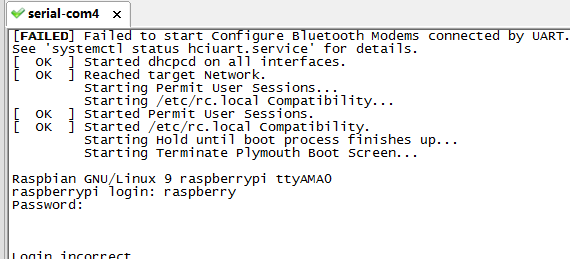 serial-com4
[FAILED] Failed to start Configure Bluetooth Modems connected by UART.
See 'systemctl status hciuart.service' for details.
[  OK  ] Started dhcpcd on all interfaces.
[  OK  ] Reached target Network.
         Starting Permit User Sessions...
         Starting /etc/rc.local Compatibility...
[  OK  ] Started Permit User Sessions.
[  OK  ] Started /etc/rc.local Compatibility.
         Starting Hold until boot process finishes up...
         Starting Terminate Plymouth Boot Screen...
Raspbian GNU/Linux 9 raspberrypi ttyAMA0
raspberrypi login: raspberry
Password:
Login incorrect